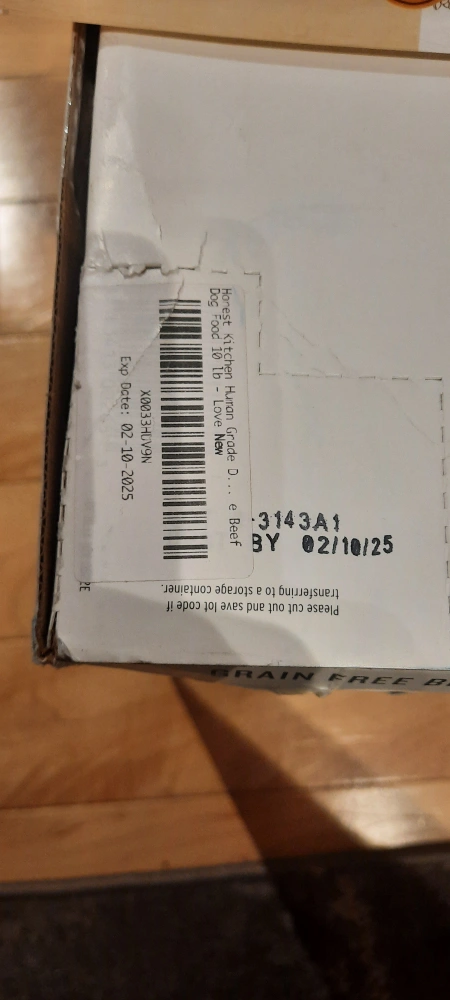 Honest Kitchen Human Grade D... e Beef
Dog Food 10 lb - Love
New
X0033HUV9N
Exp Date: 02-10-2025
-3143A1
BY 02/10/25
Please cut out and save lot code if
transferring to a storage container.
GRAIN FREE B